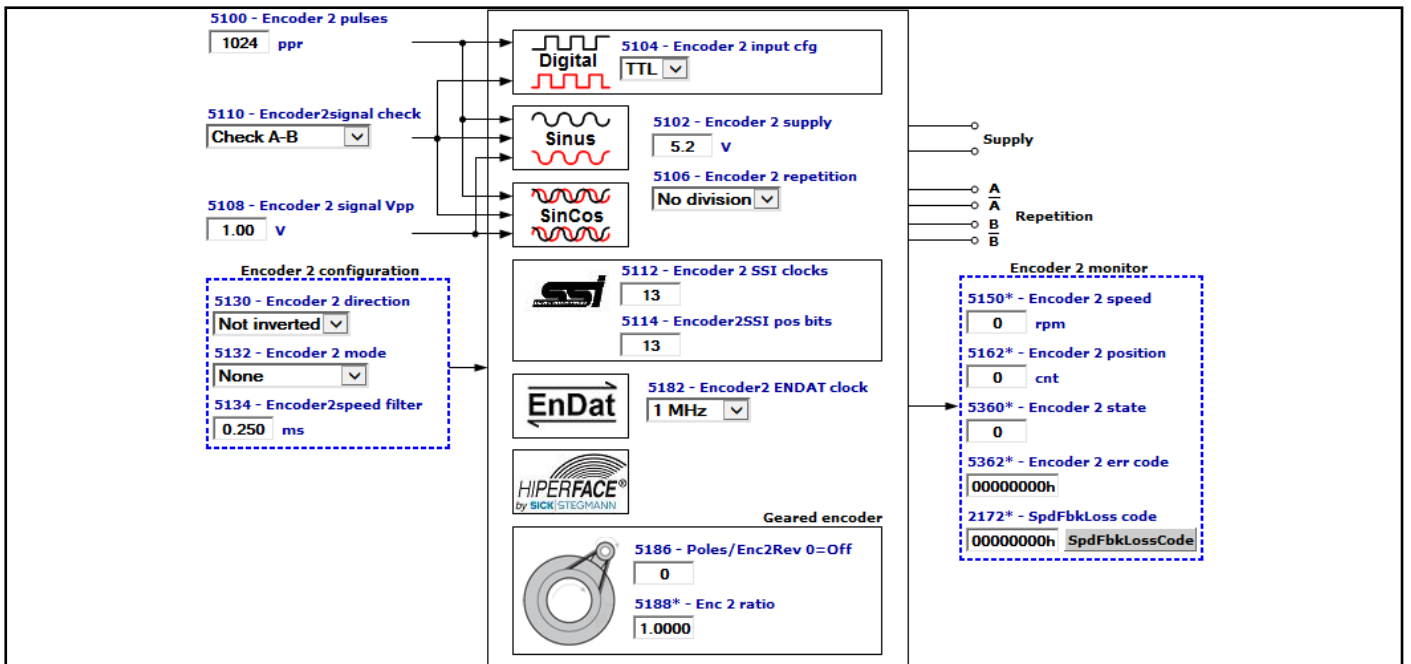 5100 - Encoder 2 pulses
1024 ppr
5110 - Encoder2signal check
Check A-B
5108 - Encoder 2 signal Vpp
1.00 V
Encoder 2 configuration
5130 - Encoder 2 direction
Not inverted
5132 - Encoder 2 mode
None
5134 - Encoder2speed filter
0.250 ms
Digital
5104 - Encoder 2 input cfg
TTL
Sinus
5102 - Encoder 2 supply
5.2 V
5106 - Encoder 2 repetition
No division
SinCos
5112 - Encoder 2 SSI clocks
13
SSI
5114 - Encoder2SSI pos bits
13
EnDat
5182 - Encoder2 ENDAT clock
1 MHz
HIPERFACE®
by SICK|STEGMANN
Geared encoder
5186 - Poles/Enc2Rev 0=Off
0
5188* - Enc 2 ratio
1.0000
Supply
A
A
B
B
Repetition
Encoder 2 monitor
5150* - Encoder 2 speed
0 rpm
5162* - Encoder 2 position
0 cnt
5360* - Encoder 2 state
0
5362* - Encoder 2 err code
00000000h
2172* - SpdFbkLoss code
00000000h SpdFbkLossCode